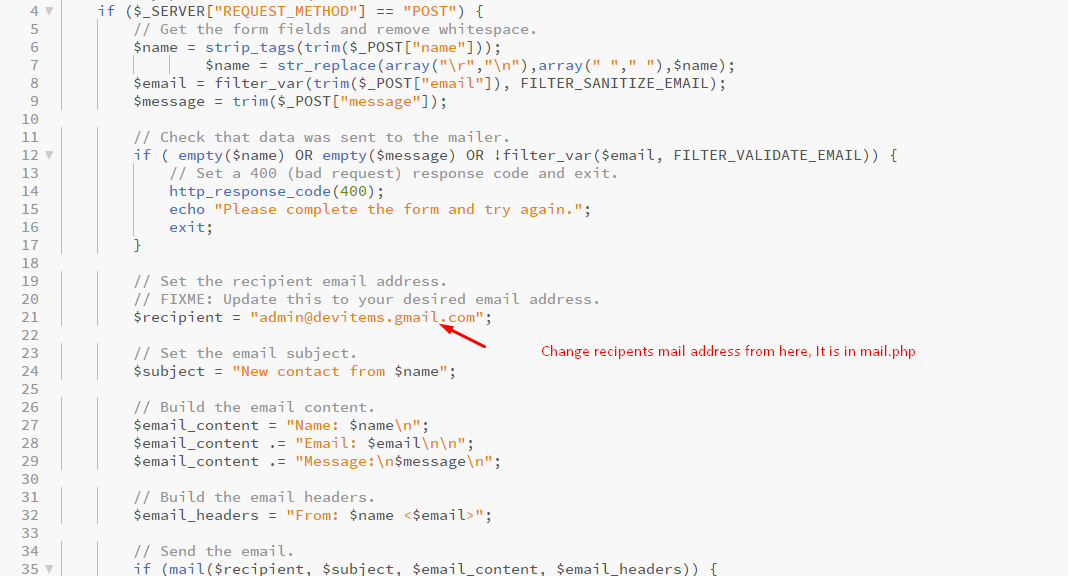 4 if ($_SERVER["REQUEST_METHOD"] == "POST") {
5 // Get the form fields and remove whitespace.
6 $name = strip_tags(trim($_POST["name"]));
7 $name = str_replace(array("\r","\n"),array(" "," "),$name);
8 $email = filter_var(trim($_POST["email"]), FILTER_SANITIZE_EMAIL);
9 $message = trim($_POST["message"]);
10
11 // Check that data was sent to the mailer.
12 if ( empty($name) OR empty($message) OR !filter_var($email, FILTER_VALIDATE_EMAIL)) {
13 // Set a 400 (bad request) response code and exit.
14 http_response_code(400);
15 echo "Please complete the form and try again.";
16 exit;
17 }
18
19 // Set the recipient email address.
20 // FIXME: Update this to your desired email address.
21 $recipient = "admin@devitems.gmail.com";
22
Change recipents mail address from here, It is in mail.php
23 // Set the email subject.
24 $subject = "New contact from $name";
25
26 // Build the email content.
27 $email_content = "Name: $name\n";
28 $email_content .= "Email: $email\n\n";
29 $email_content .= "Message:\n$message\n";
30
31 // Build the email headers.
32 $email_headers = "From: $name <$email>";
33
34 // Send the email.
35 if (mail($recipient, $subject, $email_content, $email_headers)) {